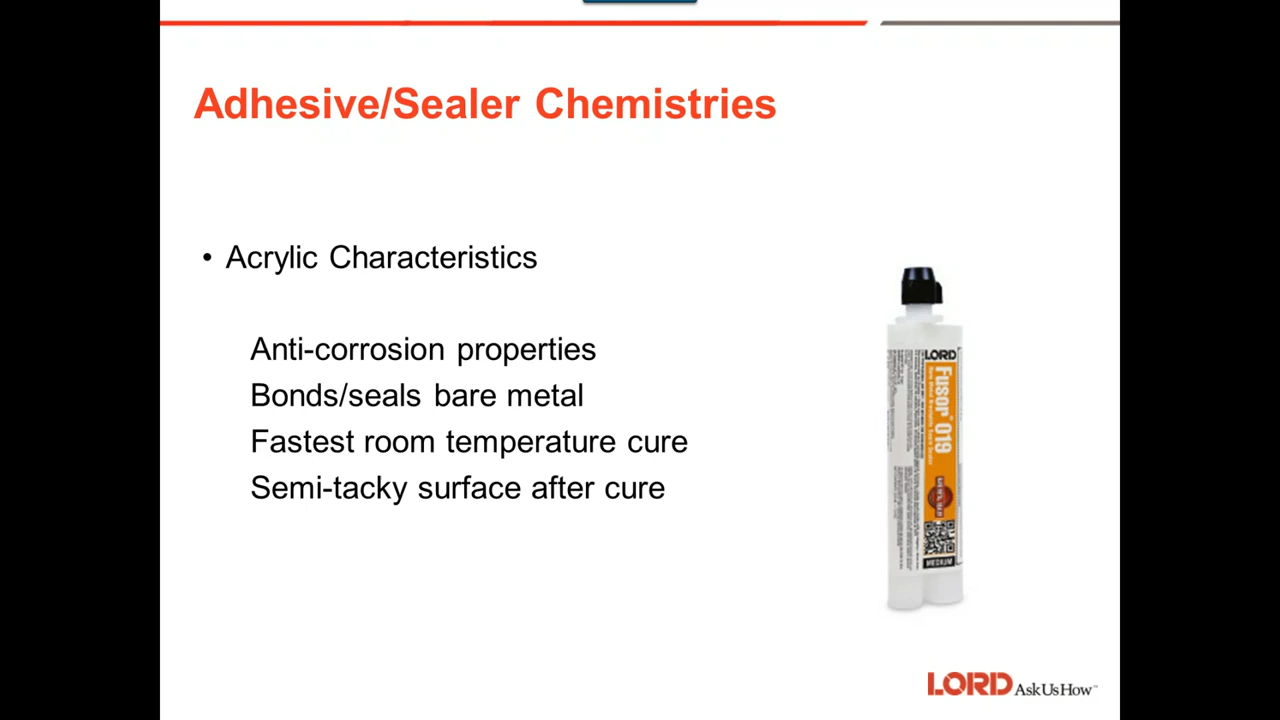 Adhesive/Sealer Chemistries
• Acrylic Characteristics
Anti-corrosion properties
Bonds/seals bare metal
Fastest room temperature cure
Semi-tacky surface after cure
LORD
Fusor® 019
MEDIUM
LORD AskUsHow™